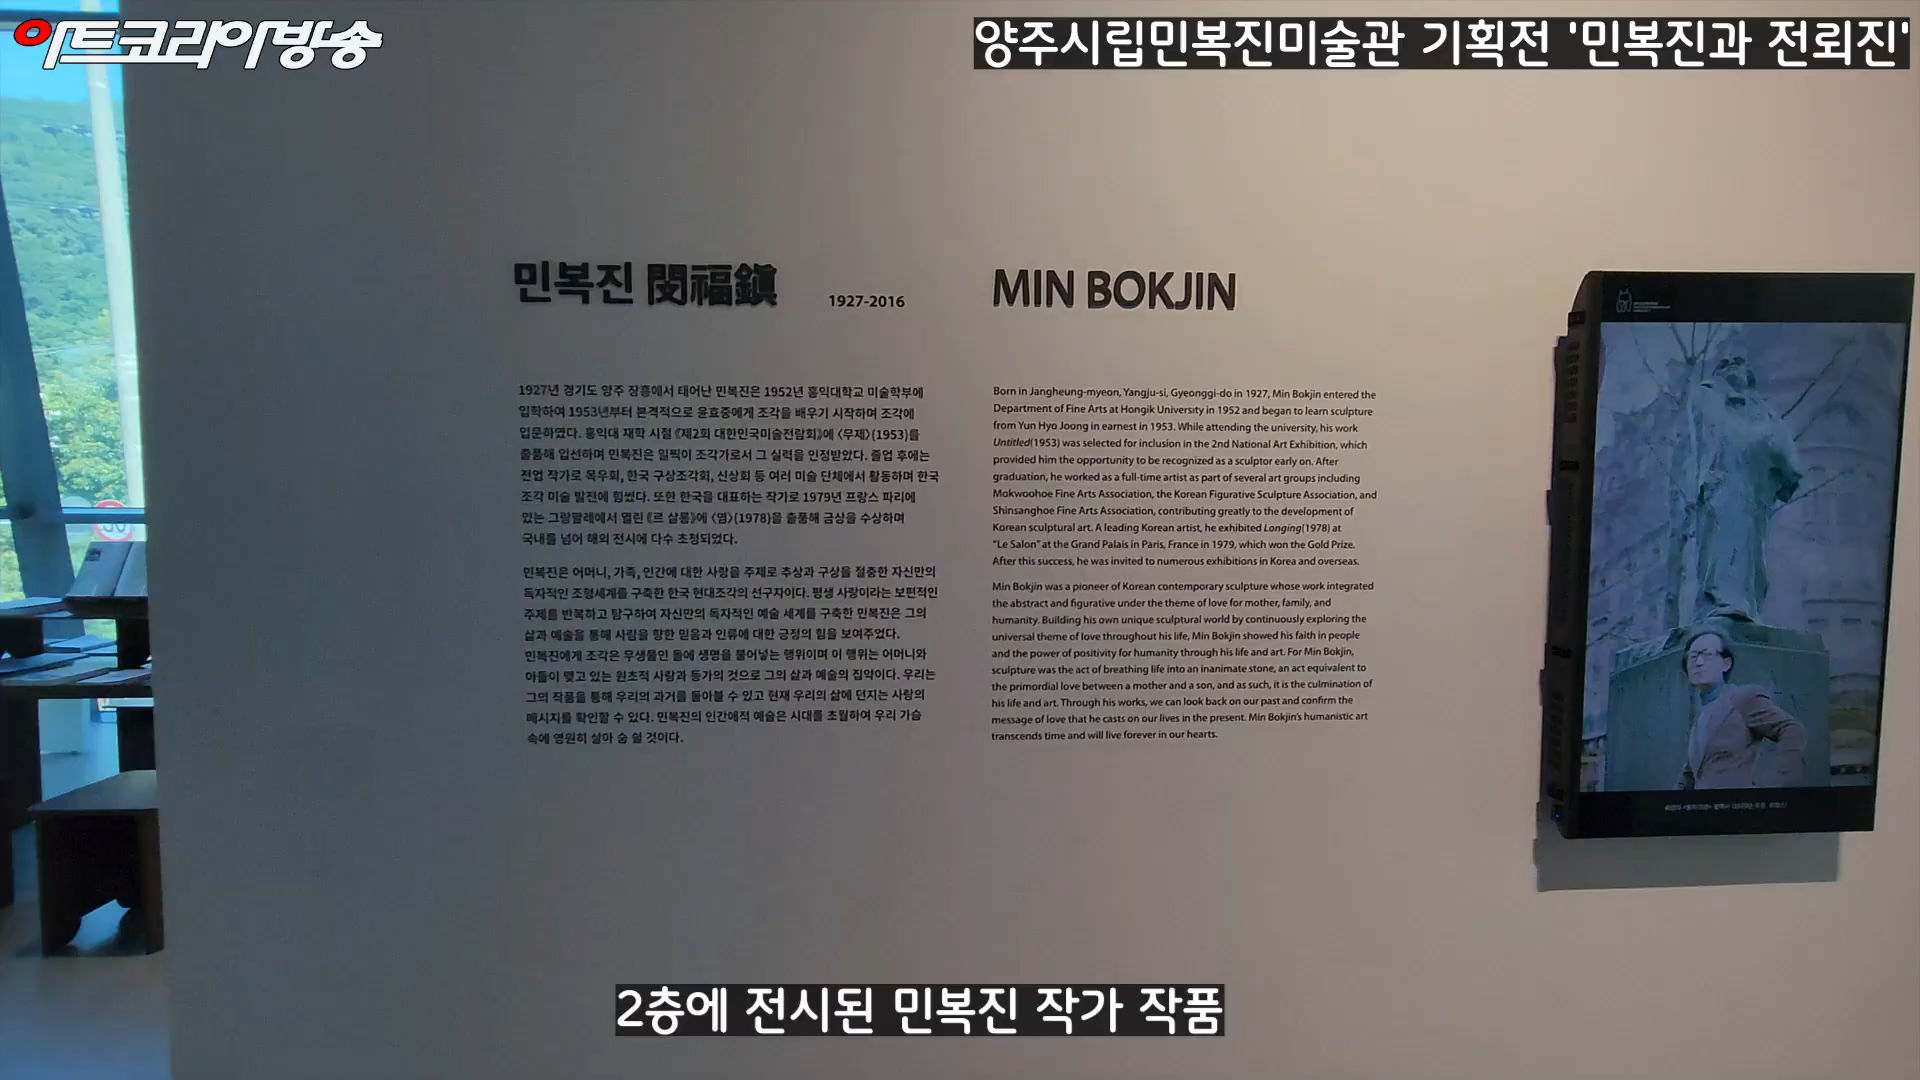 아트코리아방송
양주시립민복진미술관 기획전 '민복진과 전뢰진'
민복진 閔福鎭 1927-2016
1927년 경기도 양주 장흥에서 태어난 민복진은 1952년 홍익대학교 미술학부에
입학하여 1953년부터 본격적으로 윤효중에게 조각을 배우기 시작하며 조각에
입문하였다. 홍익대 재학 시절 《제2회 대한민국미술전람회》에 〈무제〉(1953)를
출품해 입선하며 민복진은 일찍이 조각가로서 그 실력을 인정받았다. 졸업 후에는
전업 작가로 목우회, 한국 구상조각회, 신상회 등 여러 미술 단체에서 활동하며 한국
조각 미술 발전에 힘썼다. 또한 한국을 대표하는 작가로 1979년 프랑스 파리에
있는 그랑팔레에서 열린 《르 살롱》에 〈염〉(1978)을 출품해 금상을 수상하며
국내를 넘어 해외 전시에 다수 초청되었다.
민복진은 어머니, 가족, 인간에 대한 사랑을 주제로 추상과 구상을 절충한 자신만의
독자적인 조형세계를 구축한 한국 현대조각의 선구자이다. 평생 사랑이라는 보편적인
주제를 반복하고 탐구하여 자신만의 독자적인 예술 세계를 구축한 민복진은 그의
삶과 예술을 통해 사람을 향한 믿음과 인류에 대한 긍정의 힘을 보여주었다.
민복진에게 조각은 무생물인 돌에 생명을 불어넣는 행위이며 이 행위는 어머니와
아들이 맺고 있는 원초적 사랑과 등가의 것으로 그의 삶과 예술의 집약이다. 우리는
그의 작품을 통해 우리의 과거를 돌아볼 수 있고 현재 우리의 삶에 던지는 사랑의
메시지를 확인할 수 있다. 민복진의 인간애적 예술은 시대를 초월하여 우리 가슴
속에 영원히 살아 숨 쉴 것이다.
MIN BOKJIN
Born in Jangheung-myeon, Yangju-si, Gyeonggi-do in 1927, Min Bokjin entered the
Department of Fine Arts at Hongik University in 1952 and began to learn sculpture
from Yun Hyo Joong in earnest in 1953. While attending the university, his work
Untitled(1953) was selected for inclusion in the 2nd National Art Exhibition, which
provided him the opportunity to be recognized as a sculptor early on. After
graduation, he worked as a full-time artist as part of several art groups including
Mokwoohoe Fine Arts Association, the Korean Figurative Sculpture Association, and
Shinsanghoe Fine Arts Association, contributing greatly to the development of
Korean sculptural art. A leading Korean artist, he exhibited Longing(1978) at
"Le Salon" at the Grand Palais in Paris, France in 1979, which won the Gold Prize.
After this success, he was invited to numerous exhibitions in Korea and overseas.
Min Bokjin was a pioneer of Korean contemporary sculpture whose work integrated
the abstract and figurative under the theme of love for mother, family, and
humanity. Building his own unique sculptural world by continuously exploring the
universal theme of love throughout his life, Min Bokjin showed his faith in people
and the power of positivity for humanity through his life and art. For Min Bokjin,
sculpture was the act of breathing life into an inanimate stone, an act equivalent to
the primordial love between a mother and a son, and as such, it is the culmination of
his life and art. Through his works, we can look back on our past and confirm the
message of love that he casts on our lives in the present. Min Bokjin's humanistic art
transcends time and will live forever in our hearts.
2층에 전시된 민복진 작가 작품